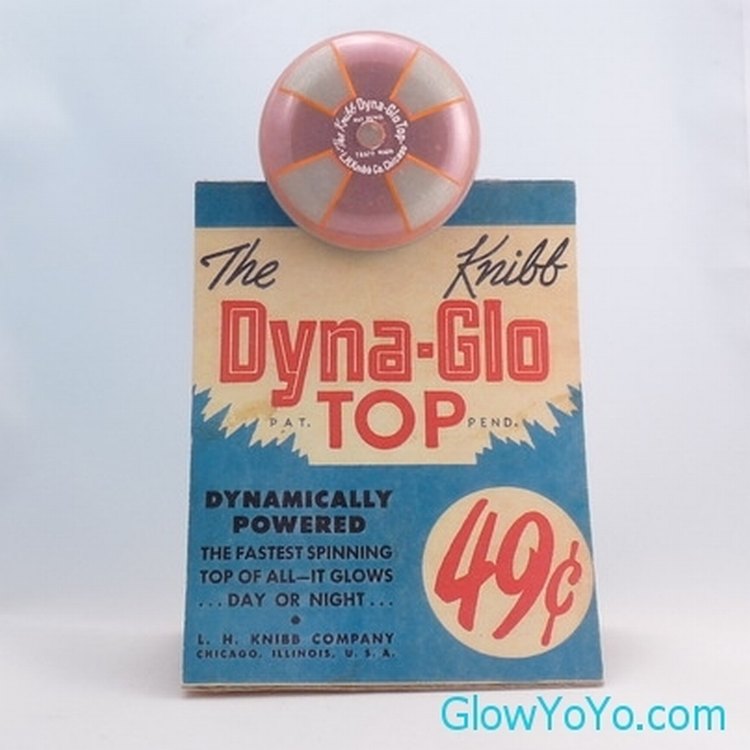 The Knibb Dyna-Glo Top
L.H.Knibb Co. Chicago
The Knibb
Dyna-Glo
PAT. TOP PEND.
DYNAMICALLY
POWERED
THE FASTEST SPINNING
TOP OF ALL—IT GLOWS
...DAY OR NIGHT...
49¢
L. H. KNIBB COMPANY
CHICAGO, ILLINOIS, U. S. A.
GlowYoYo.com